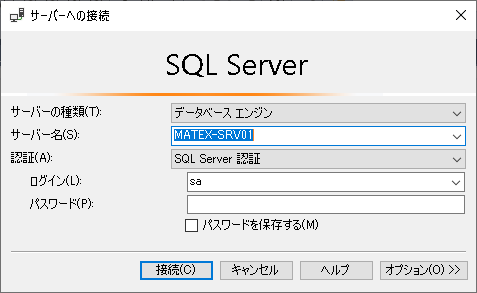 サーバーへの接続
SQL Server
サーバーの種類(T): データベース エンジン
サーバー名(S): MATEX-SRV01
認証(A): SQL Server 認証
ログイン(L): sa
パスワード(P):
パスワードを保存する(M)
接続(C) キャンセル ヘルプ オプション(O) >>